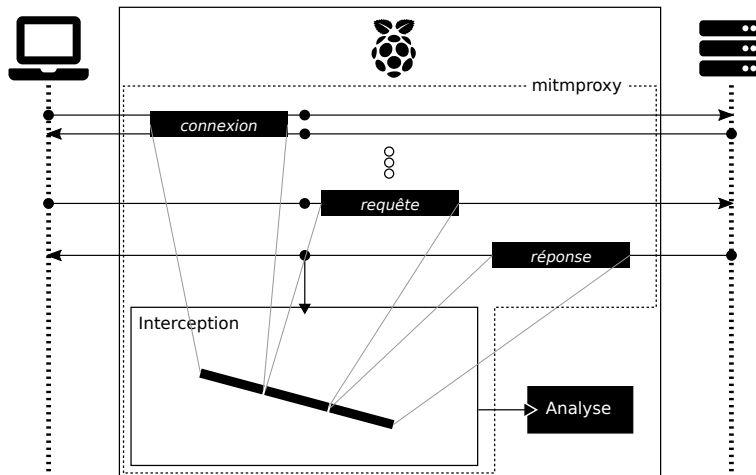 mitmproxy
connexion
requête
réponse
Interception
Analyse